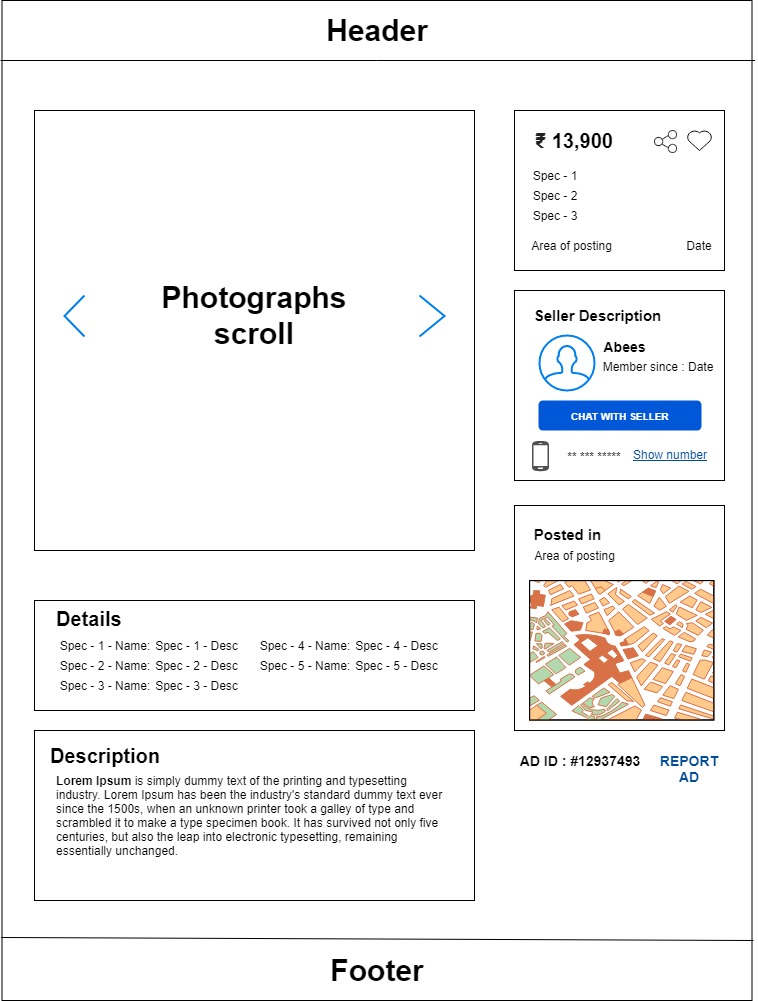 Header
Photographs
scroll
₹ 13,900
Spec - 1
Spec - 2
Spec - 3
Area of posting Date
Seller Description
Abees
Member since : Date
CHAT WITH SELLER
** *** ***** Show number
Posted in
Area of posting
Details
Spec - 1 - Name: Spec - 1 - Desc Spec - 4 - Name: Spec - 4 - Desc
Spec - 2 - Name: Spec - 2 - Desc Spec - 5 - Name: Spec - 5 - Desc
Spec - 3 - Name: Spec - 3 - Desc
Description
Lorem Ipsum is simply dummy text of the printing and typesetting
industry. Lorem Ipsum has been the industry's standard dummy text ever
since the 1500s, when an unknown printer took a galley of type and
scrambled it to make a type specimen book. It has survived not only five
centuries, but also the leap into electronic typesetting, remaining
essentially unchanged.
AD ID : #12937493 REPORT
AD
Footer